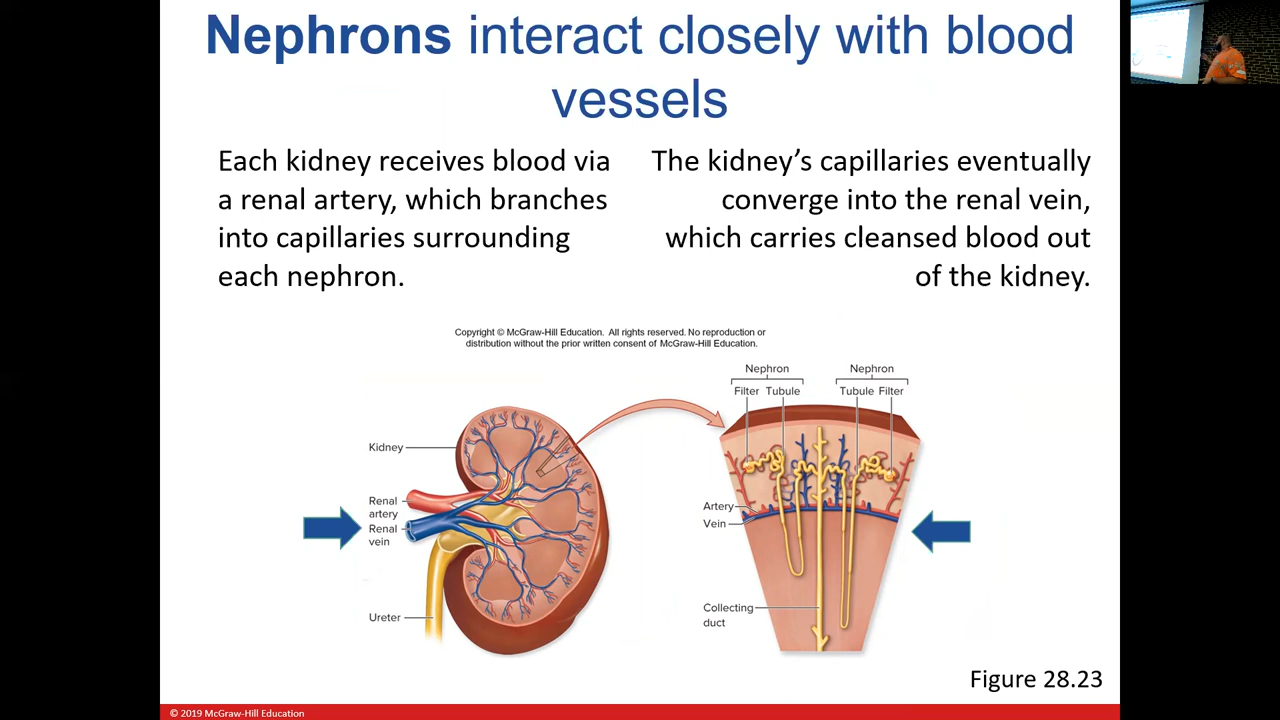 Nephrons interact closely with blood
vessels
Each kidney receives blood via
a renal artery, which branches
into capillaries surrounding
each nephron.
The kidney’s capillaries eventually
converge into the renal vein,
which carries cleansed blood out
of the kidney.
Copyright © McGraw-Hill Education. All rights reserved. No reproduction or
distribution without the prior written consent of McGraw-Hill Education.
Kidney
Renal
artery
Renal
vein
Ureter
Nephron
Nephron
Filter Tubule
Tubule Filter
Artery
Vein
Collecting
duct
Figure 28.23
© 2019 McGraw-Hill Education